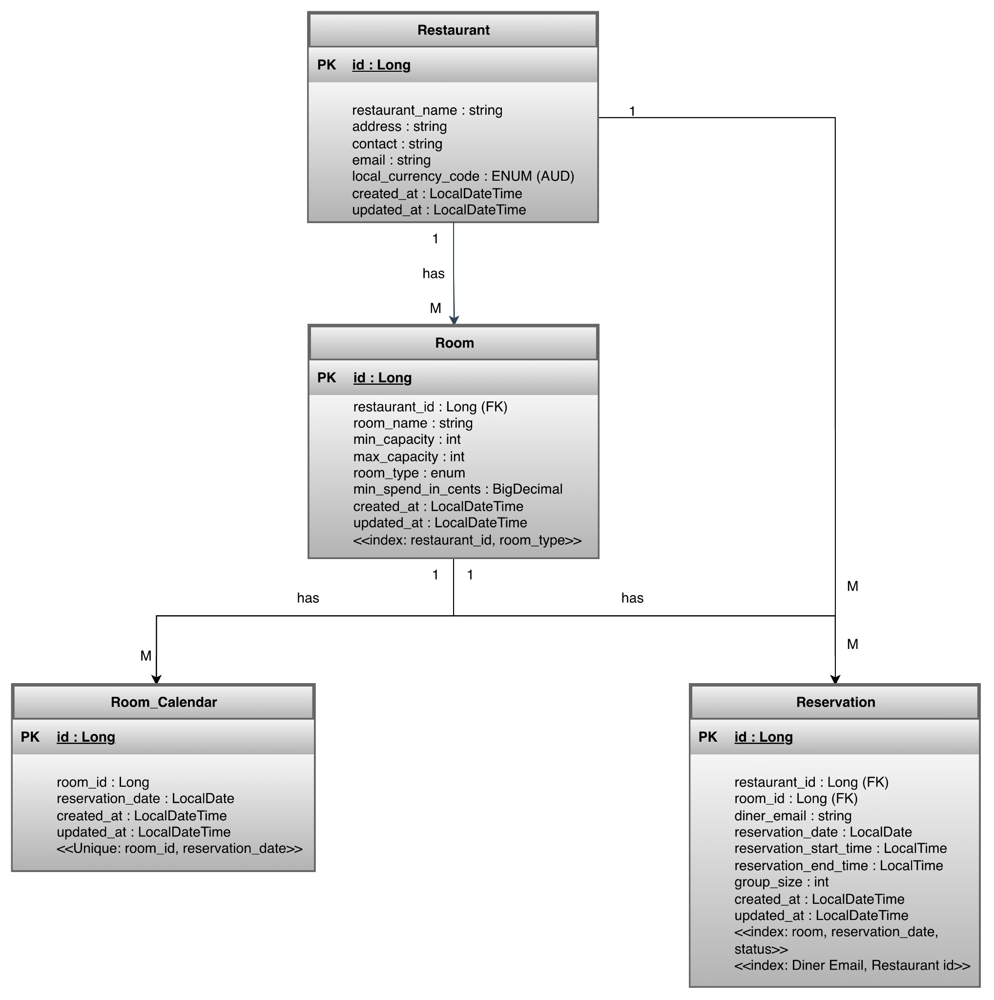 Restaurant
PK id : Long
restaurant_name : string
address : string
contact : string
email : string
local_currency_code : ENUM (AUD)
created_at : LocalDateTime
updated_at : LocalDateTime
1
1
has
M
Room
PK id : Long
restaurant_id : Long (FK)
room_name : string
min_capacity : int
max_capacity : int
room_type : enum
min_spend_in_cents : BigDecimal
created_at : LocalDateTime
updated_at : LocalDateTime
<<index: restaurant_id, room_type>>
1 1
M
has has
M
M
Room_Calendar
PK id : Long
room_id : Long
reservation_date : LocalDate
created_at : LocalDateTime
updated_at : LocalDateTime
<<Unique: room_id, reservation_date>>
Reservation
PK id : Long
restaurant_id : Long (FK)
room_id : Long (FK)
diner_email : string
reservation_date : LocalDate
reservation_start_time : LocalTime
reservation_end_time : LocalTime
group_size : int
created_at : LocalDateTime
updated_at : LocalDateTime
<<index: room, reservation_date,
status>>
<<index: Diner Email, Restaurant id>>